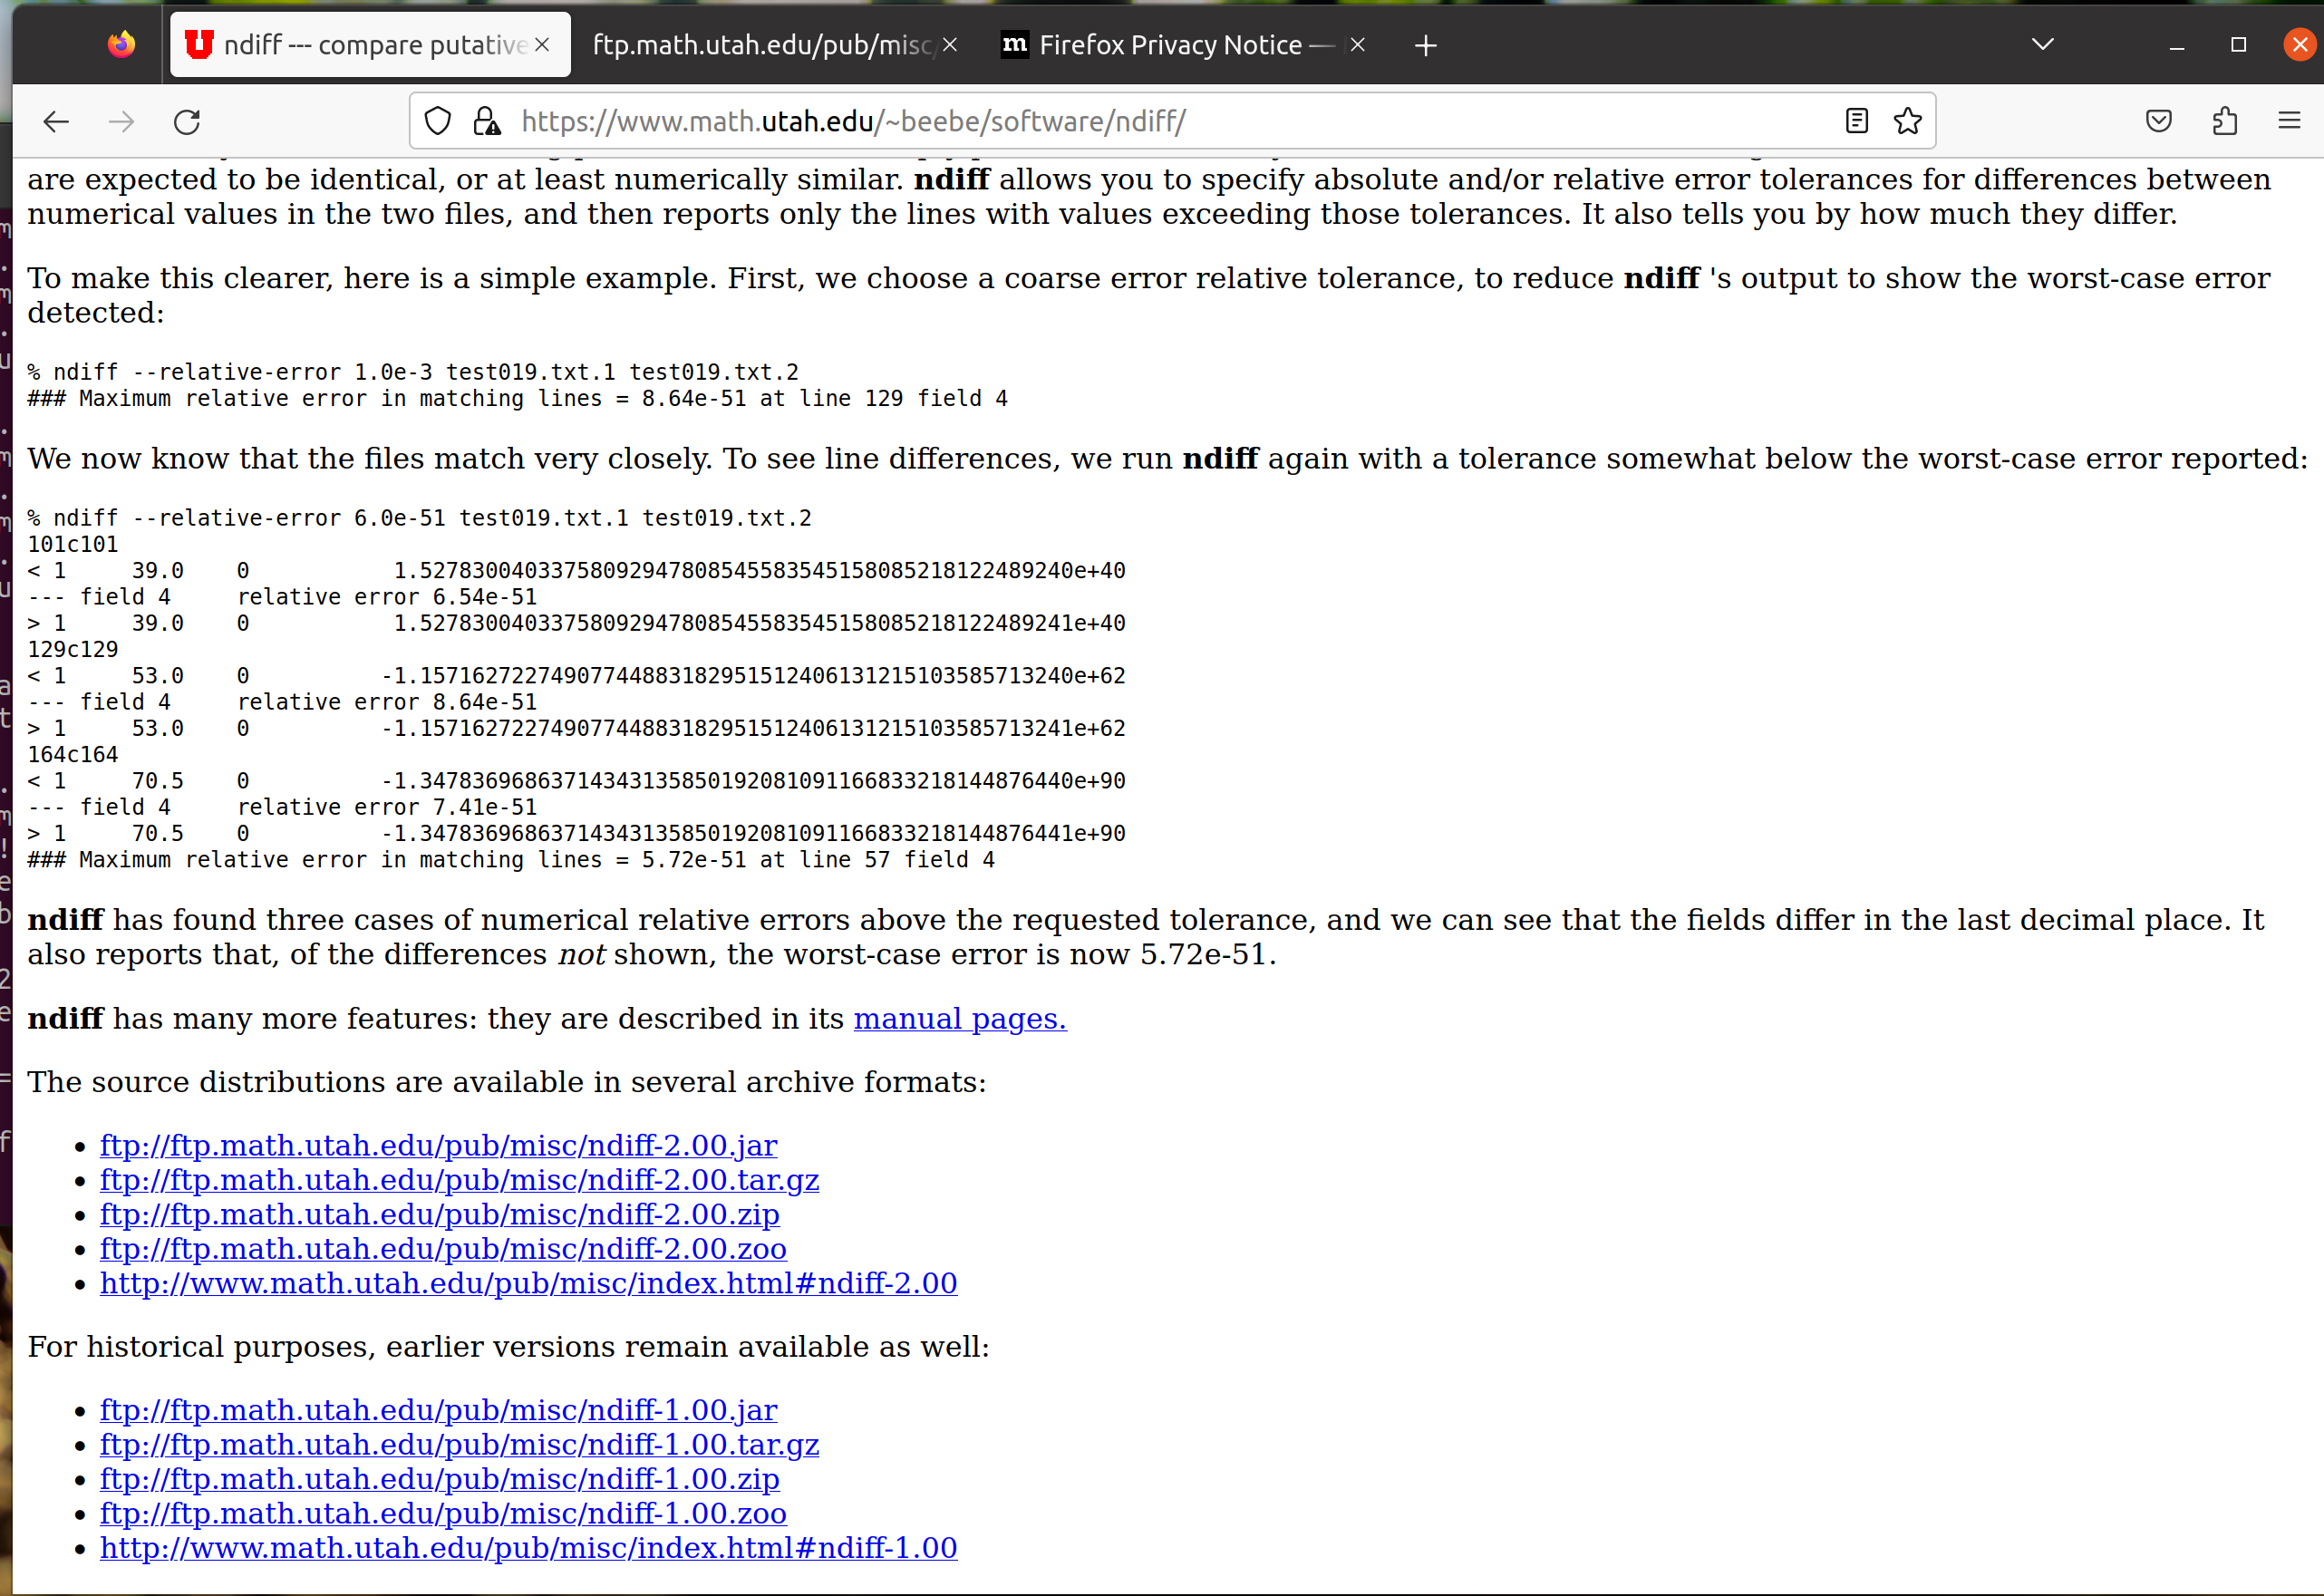 ndiff --- compare putative
ftp.math.utah.edu/pub/misc/
Firefox Privacy Notice —
https://www.math.utah.edu/~beebe/software/ndiff/
are expected to be identical, or at least numerically similar. ndiff allows you to specify absolute and/or relative error tolerances for differences between
numerical values in the two files, and then reports only the lines with values exceeding those tolerances. It also tells you by how much they differ.
To make this clearer, here is a simple example. First, we choose a coarse error relative tolerance, to reduce ndiff 's output to show the worst-case error
detected:
% ndiff --relative-error 1.0e-3 test019.txt.1 test019.txt.2
### Maximum relative error in matching lines = 8.64e-51 at line 129 field 4
We now know that the files match very closely. To see line differences, we run ndiff again with a tolerance somewhat below the worst-case error reported:
% ndiff --relative-error 6.0e-51 test019.txt.1 test019.txt.2
101c101
< 1     39.0    0           1.5278300403375809294780854558354515808521812248​9240e+40
--- field 4     relative error 6.54e-51
> 1     39.0    0           1.52783004033758092947808545583545158085218122489241e+40
129c129
< 1     53.0    0          -1.15716272274907744883182951512406131215103585713240e+62
--- field 4     relative error 8.64e-51
> 1     53.0    0          -1.15716272274907744883182951512406131215103585713241e+62
164c164
< 1     70.5    0          -1.34783696863714343135850192081091166833218144876440e+90
--- field 4     relative error 7.41e-51
> 1     70.5    0          -1.34783696863714343135850192081091166833218144876441e+90
### Maximum relative error in matching lines = 5.72e-51 at line 57 field 4
ndiff has found three cases of numerical relative errors above the requested tolerance, and we can see that the fields differ in the last decimal place. It
also reports that, of the differences not shown, the worst-case error is now 5.72e-51.
ndiff has many more features: they are described in its manual pages.
The source distributions are available in several archive formats:
• ftp://ftp.math.utah.edu/pub/misc/ndiff-2.00.jar
• ftp://ftp.math.utah.edu/pub/misc/ndiff-2.00.tar.gz
• ftp://ftp.math.utah.edu/pub/misc/ndiff-2.00.zip
• ftp://ftp.math.utah.edu/pub/misc/ndiff-2.00.zoo
• http://www.math.utah.edu/pub/misc/index.html#ndiff-2.00
For historical purposes, earlier versions remain available as well:
• ftp://ftp.math.utah.edu/pub/misc/ndiff-1.00.jar
• ftp://ftp.math.utah.edu/pub/misc/ndiff-1.00.tar.gz
• ftp://ftp.math.utah.edu/pub/misc/ndiff-1.00.zip
• ftp://ftp.math.utah.edu/pub/misc/ndiff-1.00.zoo
• http://www.math.utah.edu/pub/misc/index.html#ndiff-1.00